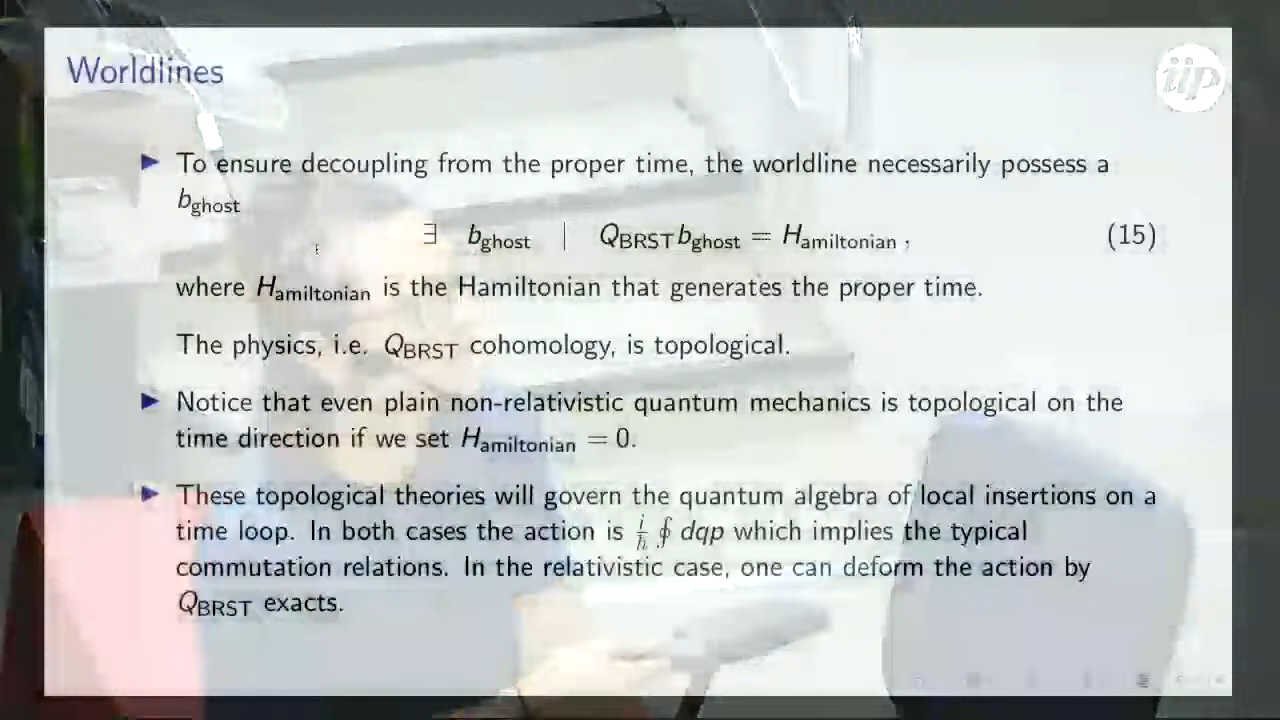 Worldlines
iip
▶ To ensure decoupling from the proper time, the worldline necessarily possess a
b_ghost
∃ b_ghost | Q_BRST b_ghost = H_amiltonian , (15)
where H_amiltonian is the Hamiltonian that generates the proper time.
The physics, i.e. Q_BRST cohomology, is topological.
▶ Notice that even plain non-relativistic quantum mechanics is topological on the
time direction if we set H_amiltonian = 0.
▶ These topological theories will govern the quantum algebra of local insertions on a
time loop. In both cases the action is i/ℏ ∮ dqp which implies the typical
commutation relations. In the relativistic case, one can deform the action by
Q_BRST exacts.